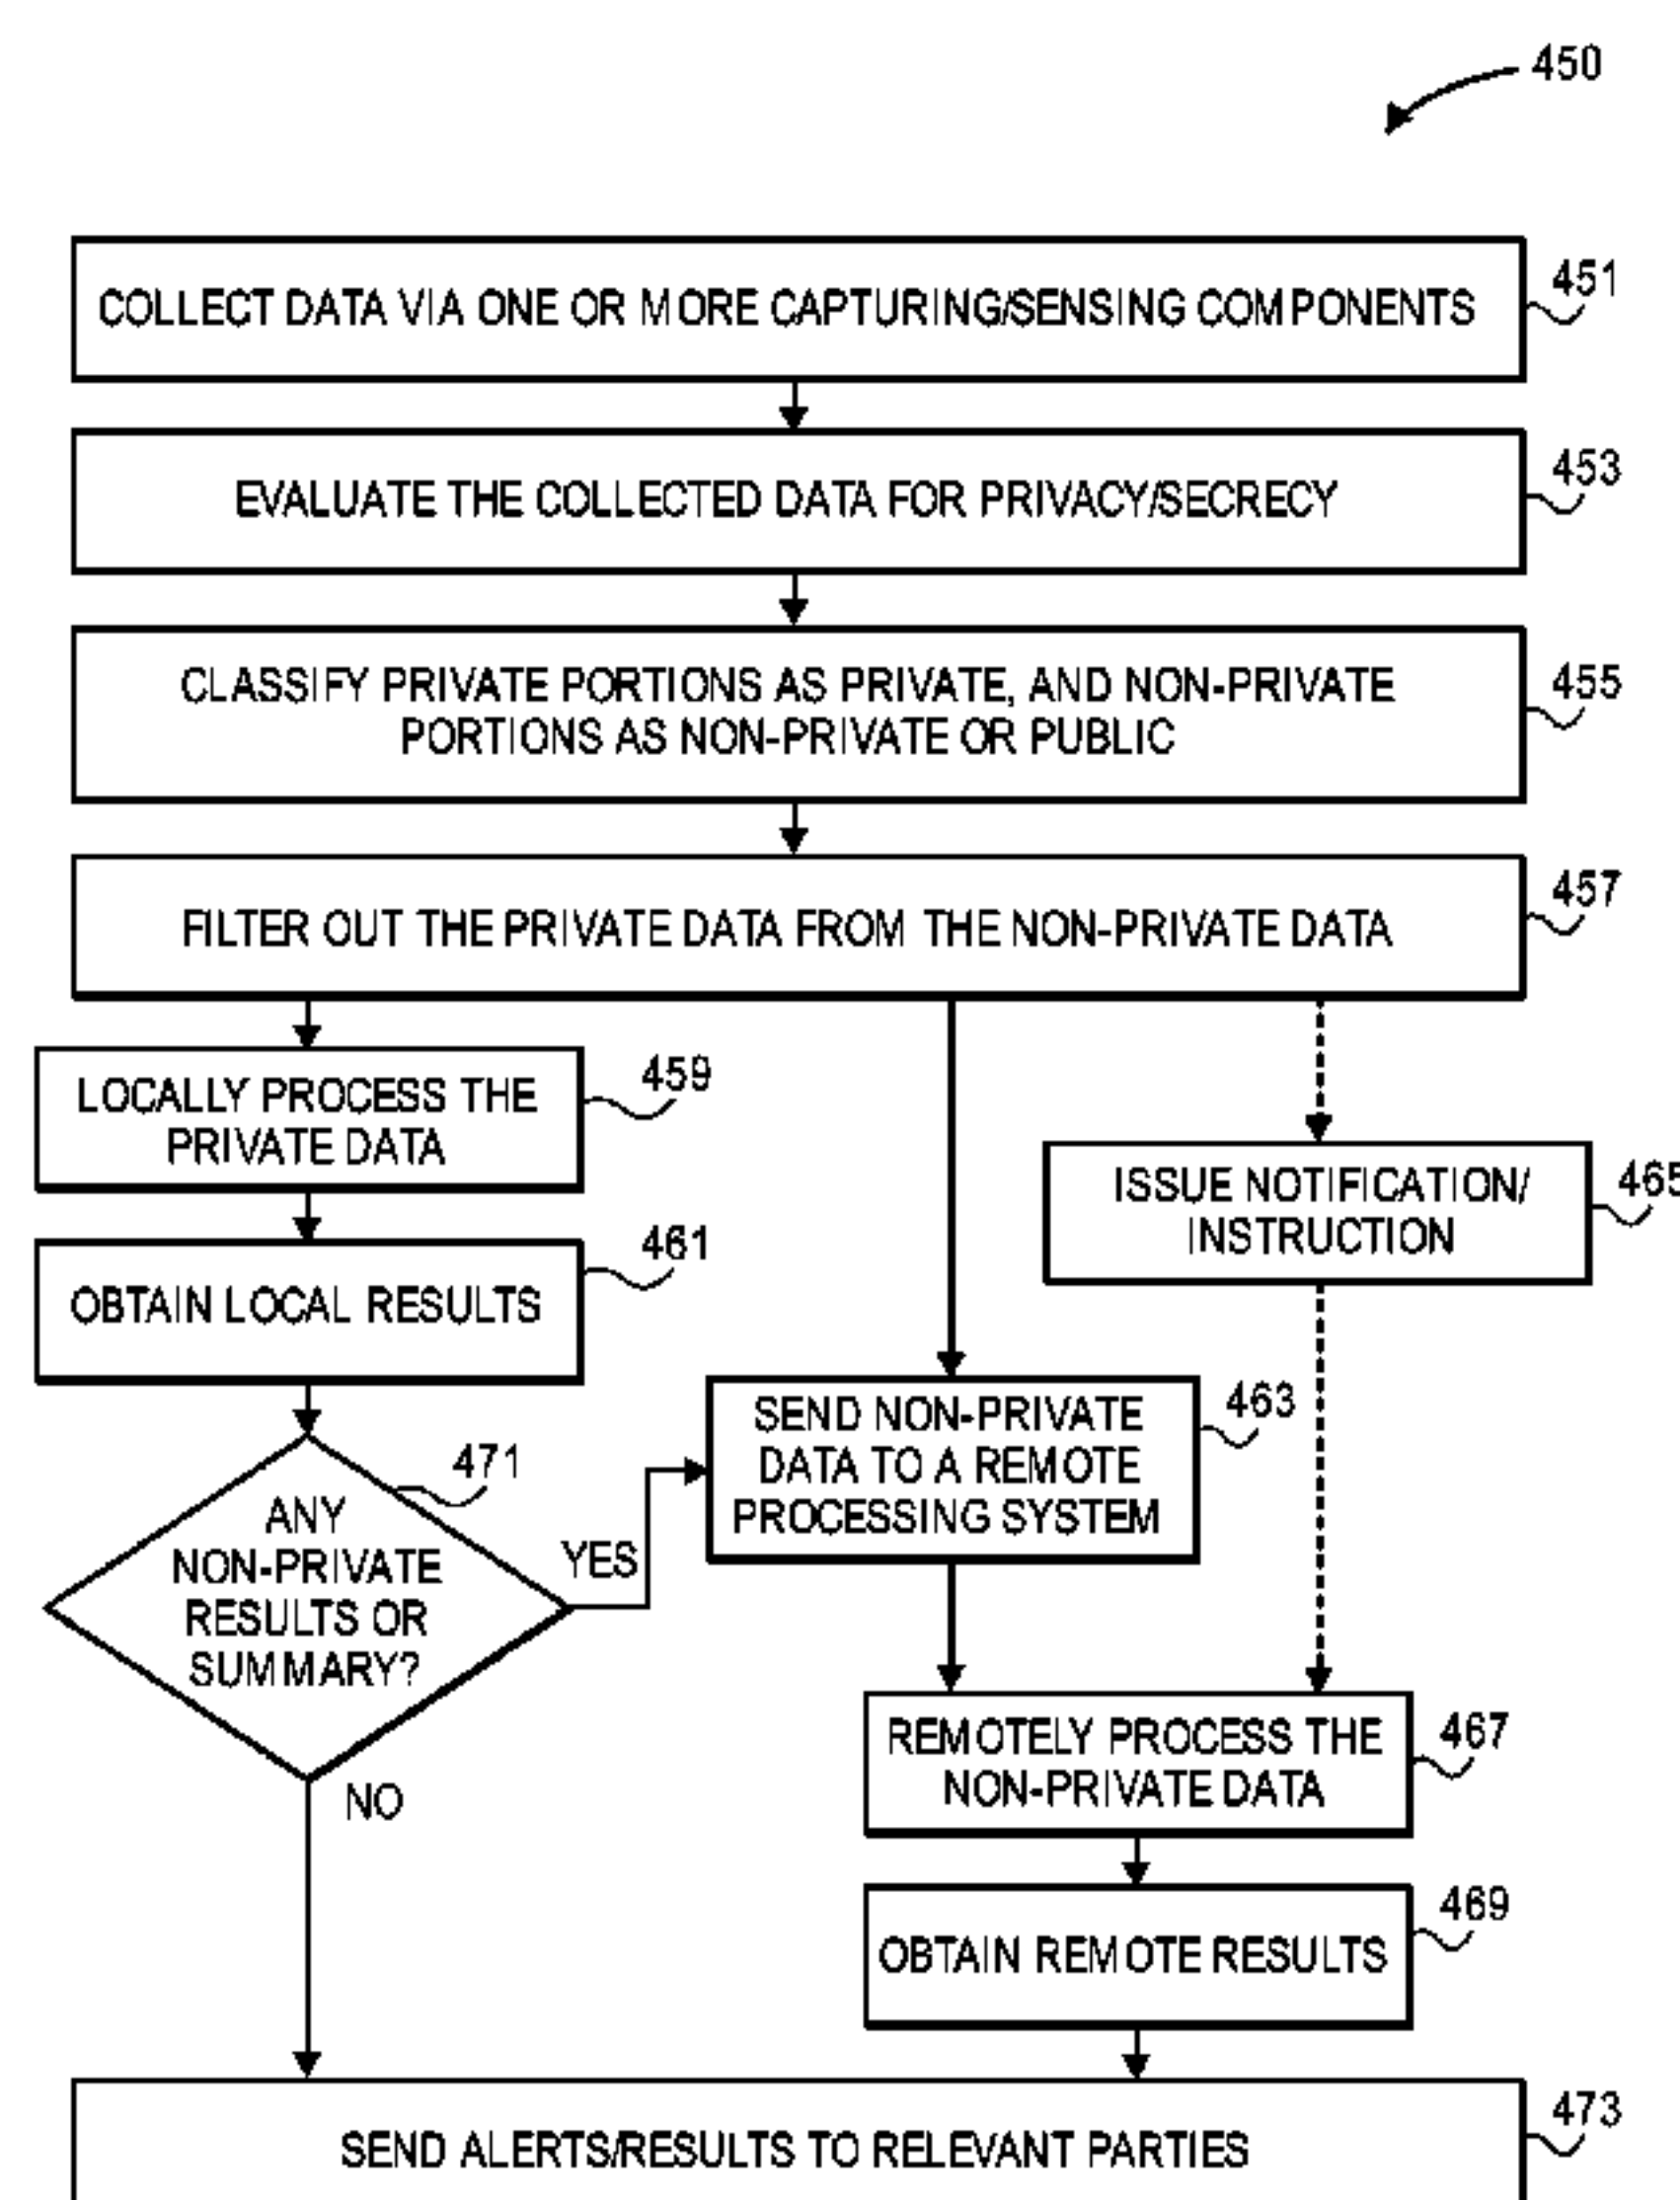 450
COLLECT DATA VIA ONE OR MORE CAPTURING/SENSING COMPONENTS
451
EVALUATE THE COLLECTED DATA FOR PRIVACY/SECRECY
453
CLASSIFY PRIVATE PORTIONS AS PRIVATE, AND NON-PRIVATE
PORTIONS AS NON-PRIVATE OR PUBLIC
455
FILTER OUT THE PRIVATE DATA FROM THE NON-PRIVATE DATA
457
LOCALLY PROCESS THE
PRIVATE DATA
459
ISSUE NOTIFICATION/
INSTRUCTION
465
OBTAIN LOCAL RESULTS
461
SEND NON-PRIVATE
DATA TO A REMOTE
PROCESSING SYSTEM
463
471
ANY
NON-PRIVATE
RESULTS OR
SUMMARY?
YES
NO
REMOTELY PROCESS THE
NON-PRIVATE DATA
467
OBTAIN REMOTE RESULTS
469
SEND ALERTS/RESULTS TO RELEVANT PARTIES
473